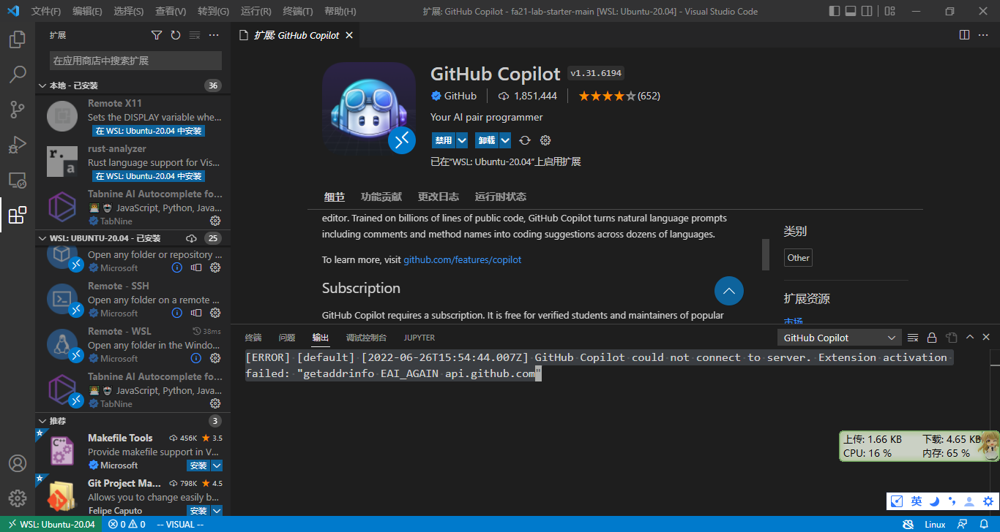 文件(F) 编辑(E) 选择(S) 查看(V) 转到(G) 运行(R) 终端(T) 帮助(H) 扩展: GitHub Copilot - fa21-lab-starter-main [WSL: Ubuntu-20.04] - Visual Studio Code
扩展
在应用商店中搜索扩展
本地 - 已安装 36
Remote X11
Sets the DISPLAY variable whe...
在 WSL: Ubuntu-20.04 中安装
rust-analyzer
Rust language support for Vis...
在 WSL: Ubuntu-20.04 中安装
Tabnine AI Autocomplete fo...
JavaScript, Python, Java...
TabNine
WSL: UBUNTU-20.04 - 已安装 25
Open any folder or repository ...
Microsoft
Remote - SSH
Open any folder on a remote ...
Microsoft
Remote - WSL 38ms
Open any folder in the Windo...
Microsoft
Tabnine AI Autocomplete fo...
JavaScript, Python, Java...
TabNine
推荐 3
Makefile Tools 456K 3.5
Provide makefile support in V...
Microsoft 安装
Git Project Ma... 798K 4.5
Allows you to change easily b...
Felipe Caputo 安装
扩展: GitHub Copilot
GitHub Copilot v1.31.6194
GitHub 1,851,444 (652)
Your AI pair programmer
禁用 卸载
已在“WSL: Ubuntu-20.04”上启用扩展
细节 功能贡献 更改日志 运行时状态
editor. Trained on billions of lines of public code, GitHub Copilot turns natural language prompts
including comments and method names into coding suggestions across dozens of languages.
To learn more, visit github.com/features/copilot
Subscription
GitHub Copilot requires a subscription. It is free for verified students and maintainers of popular
类别
Other
扩展资源
市场
终端 问题 输出 调试控制台 JUPYTER GitHub Copilot
[ERROR] [default] [2022-06-26T15:54:44.007Z] GitHub Copilot could not connect to server. Extension activation
failed: "getaddrinfo EAI_AGAIN api.github.com"
上传: 1.66 KB 下载: 4.65 KB
CPU: 16 % 内存: 65 %
英
WSL: Ubuntu-20.04 0 0 -- VISUAL -- Linux